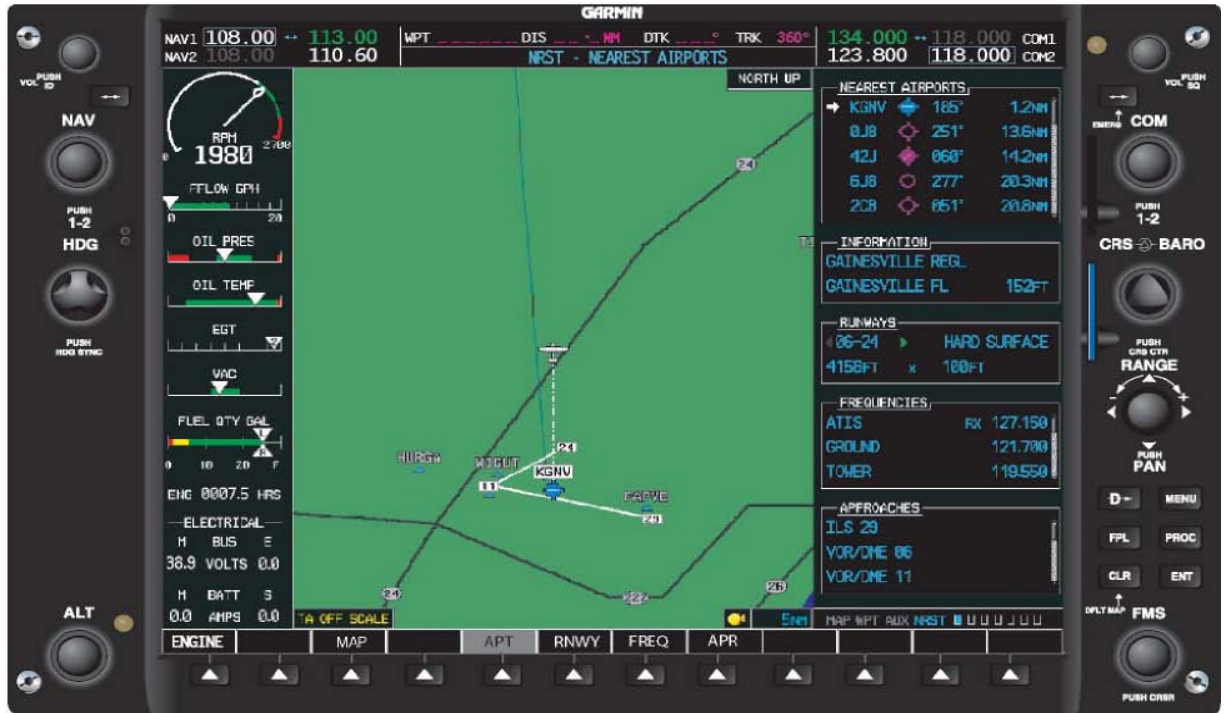 GARMIN
NAV1 108.00 ↔ 113.00
NAV2 108.00 110.60
WPT _ _ _ _ _ _ DIS _ _ . _ NM DTK _ _ _° TRK 360°
NRST - NEAREST AIRPORTS
134.000 ↔ 118.000 COM1
123.800 118.000 COM2
VOL PUSH ID
NAV
PUSH
1-2
HDG
PUSH
HDG SYNC
ALT
RPM
1980
0 2700
FFLOW GPH
0 20
OIL PRES
OIL TEMP
EGT
VAC
FUEL QTY GAL
L
R
0 10 20 F
ENG 0007.5 HRS
ELECTRICAL
M BUS E
38.9 VOLTS 0.0
M BATT S
0.0 AMPS 0.0
NORTH UP
24
24
HURGA
WIGUT
KGNV
11
PAPVE
29
24
222
26
TA OFF SCALE
5NM
NEAREST AIRPORTS
KGNV 185° 1.2NM
0J8 251° 13.6NM
42J 060° 14.2NM
6J8 277° 20.3NM
2C8 051° 20.8NM
INFORMATION
GAINESVILLE REGL
GAINESVILLE FL 152FT
RUNWAYS
06-24 HARD SURFACE
4158FT x 100FT
FREQUENCIES
ATIS RX 127.150
GROUND 121.700
TOWER 119.550
APPROACHES
ILS 29
VOR/DME 06
VOR/DME 11
MAP WPT AUX NRST
ENGINE MAP APT RNWY FREQ APR
VOL PUSH SQ
EMERG
COM
PUSH
1-2
CRS BARO
PUSH
CRS CTR
RANGE
- +
PUSH
PAN
D MENU
FPL PROC
CLR ENT
DFLT MAP FMS
PUSH CRSR